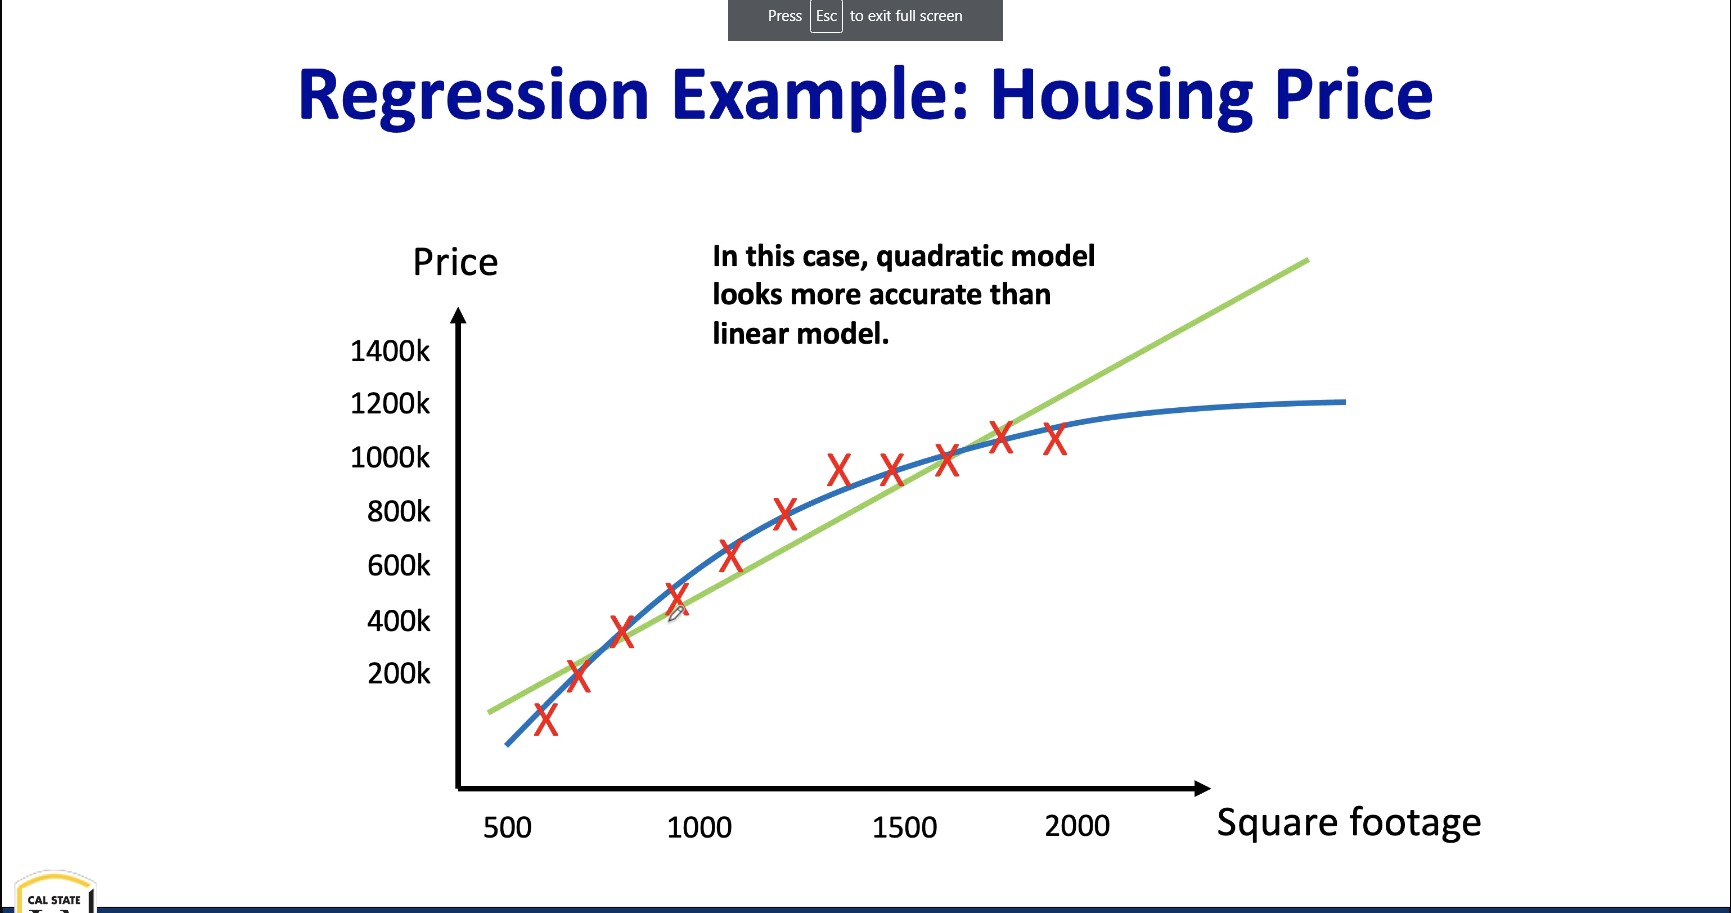 Press Esc to exit full screen
Regression Example: Housing Price
Price
In this case, quadratic model
looks more accurate than
linear model.
1400k
1200k
1000k
800k
600k
400k
200k
500 1000 1500 2000
Square footage
CAL STATE